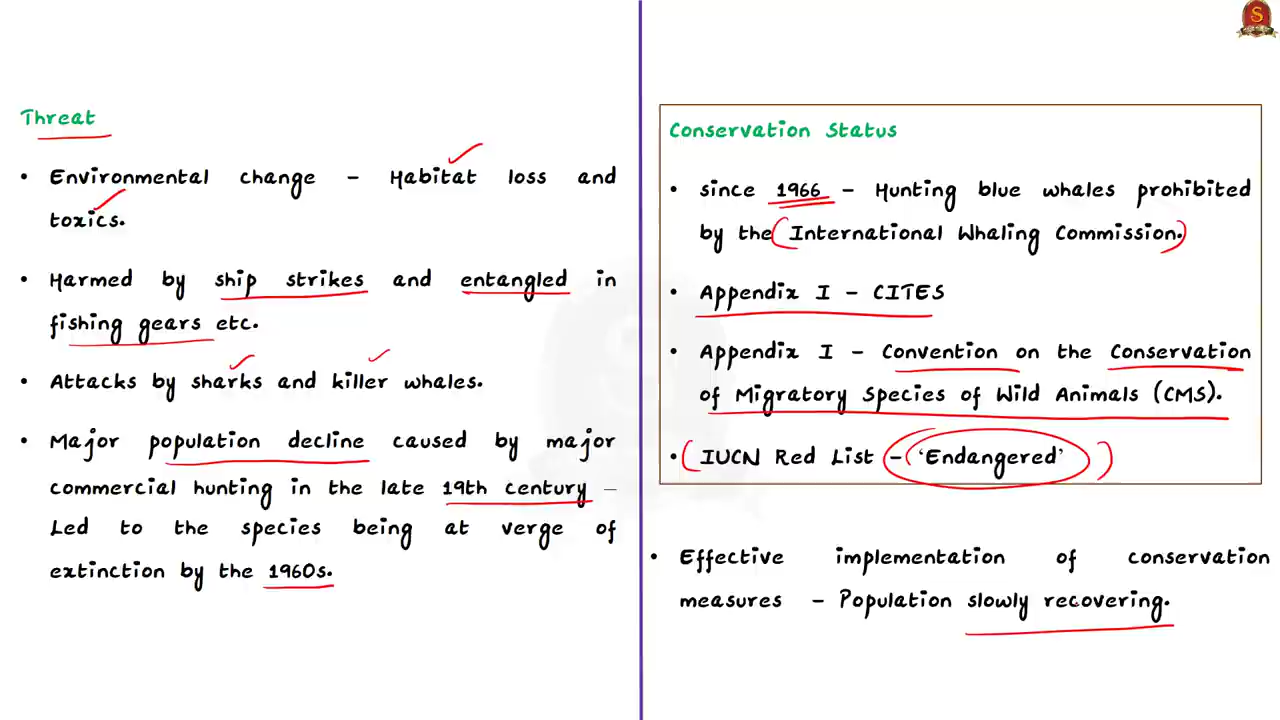 Threat
• Environmental change - Habitat loss and
toxics.
• Harmed by ship strikes and entangled in
fishing gears etc.
• Attacks by sharks and killer whales.
• Major population decline caused by major
commercial hunting in the late 19th century -
Led to the species being at verge of
extinction by the 1960s.
S
Conservation Status
• since 1966 - Hunting blue whales prohibited
by the International Whaling Commission.
• Appendix I - CITES
• Appendix I - Convention on the Conservation
of Migratory Species of Wild Animals (CMS).
• IUCN Red List - 'Endangered'
• Effective implementation of conservation
measures - Population slowly recovering.